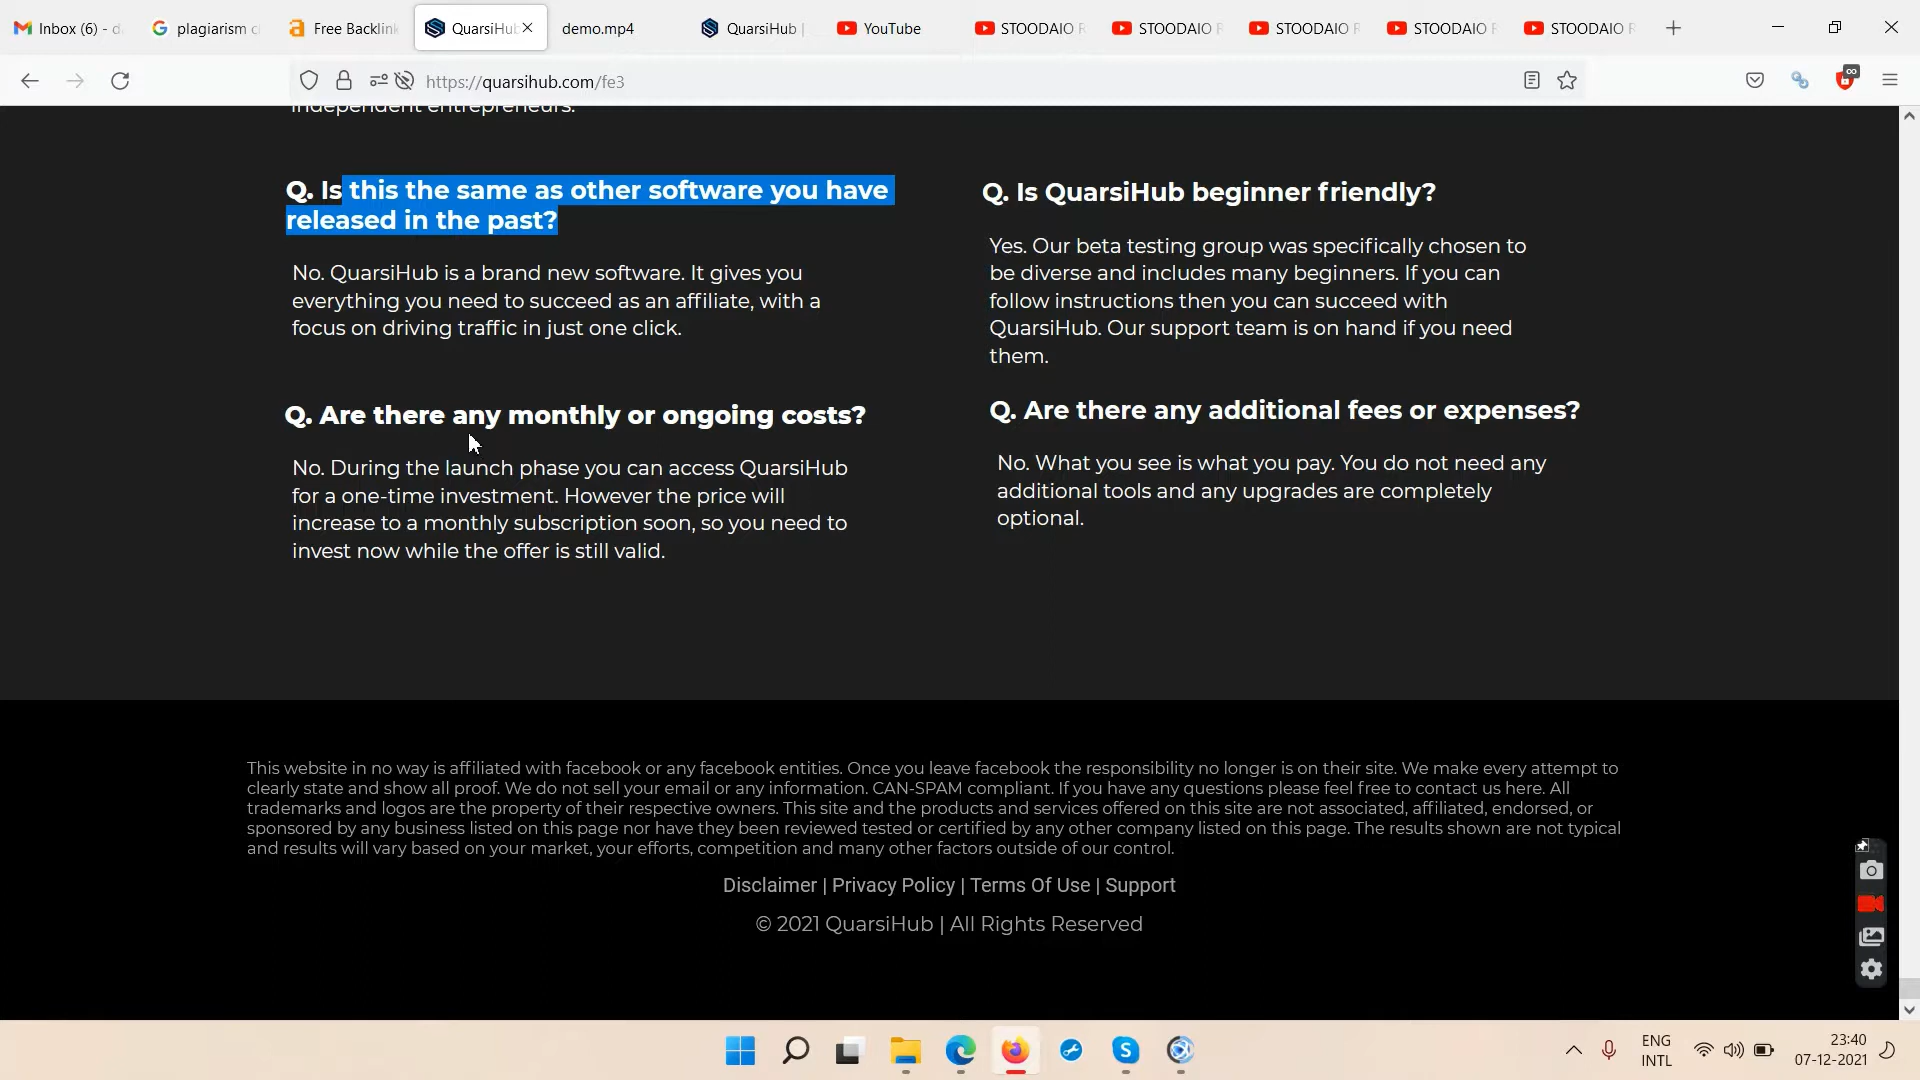 Inbox (6) - d
plagiarism c
Free Backlink
QuarsiHub
demo.mp4
QuarsiHub |
YouTube
STOODAIO R
STOODAIO R
STOODAIO R
STOODAIO R
STOODAIO R
https://quarsihub.com/fe3
independent entrepreneurs.
Q. Is this the same as other software you have
released in the past?
No. QuarsiHub is a brand new software. It gives you
everything you need to succeed as an affiliate, with a
focus on driving traffic in just one click.
Q. Is QuarsiHub beginner friendly?
Yes. Our beta testing group was specifically chosen to
be diverse and includes many beginners. If you can
follow instructions then you can succeed with
QuarsiHub. Our support team is on hand if you need
them.
Q. Are there any monthly or ongoing costs?
No. During the launch phase you can access QuarsiHub
for a one-time investment. However the price will
increase to a monthly subscription soon, so you need to
invest now while the offer is still valid.
Q. Are there any additional fees or expenses?
No. What you see is what you pay. You do not need any
additional tools and any upgrades are completely
optional.
This website in no way is affiliated with facebook or any facebook entities. Once you leave facebook the responsibility no longer is on their site. We make every attempt to
clearly state and show all proof. We do not sell your email or any information. CAN-SPAM compliant. If you have any questions please feel free to contact us here. All
trademarks and logos are the property of their respective owners. This site and the products and services offered on this site are not associated, affiliated, endorsed, or
sponsored by any business listed on this page nor have they been reviewed tested or certified by any other company listed on this page. The results shown are not typical
and results will vary based on your market, your efforts, competition and many other factors outside of our control.
Disclaimer | Privacy Policy | Terms Of Use | Support
© 2021 QuarsiHub | All Rights Reserved
ENG
INTL
23:40
07-12-2021